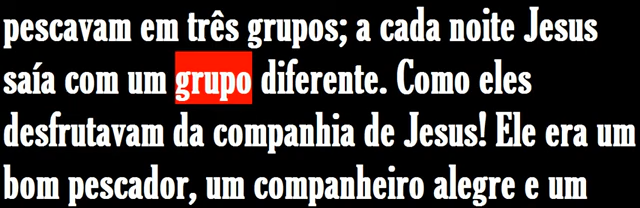 pescavam em três grupos; a cada noite Jesus
saía com um grupo diferente. Como eles
desfrutavam da companhia de Jesus! Ele era um
bom pescador, um companheiro alegre e um